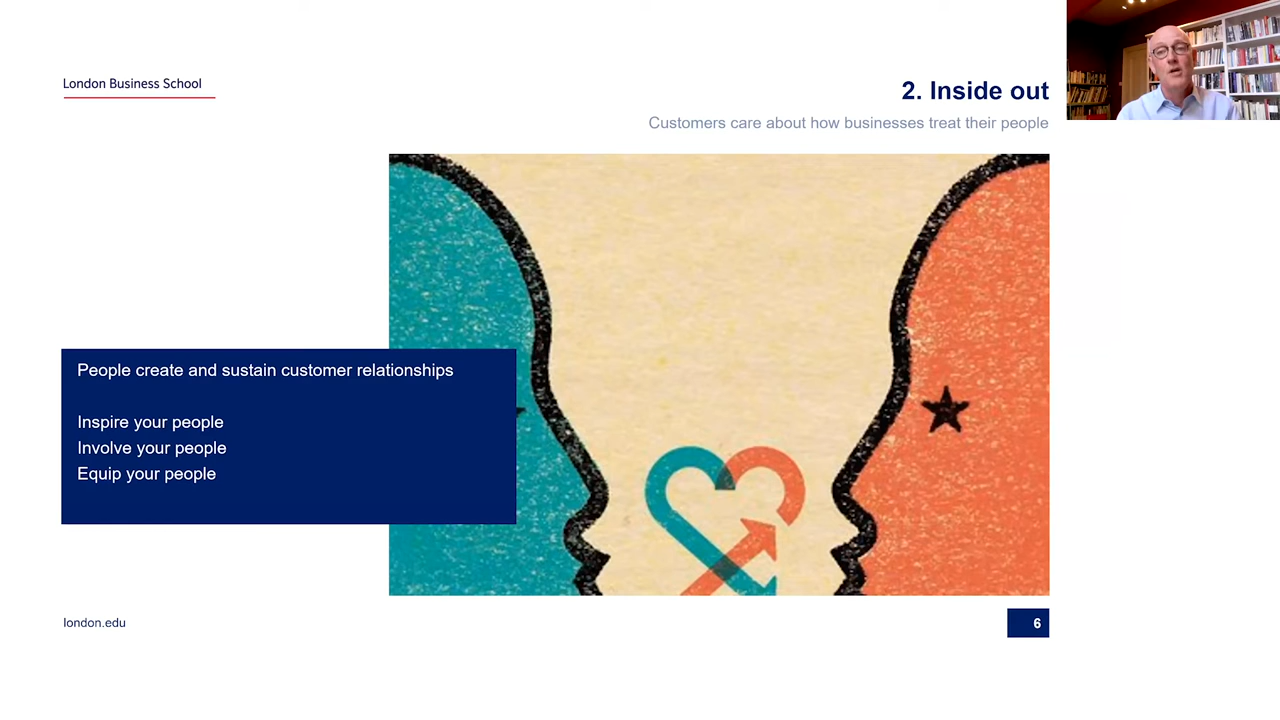 London Business School
2. Inside out
Customers care about how businesses treat their people
People create and sustain customer relationships
Inspire your people
Involve your people
Equip your people
london.edu
6